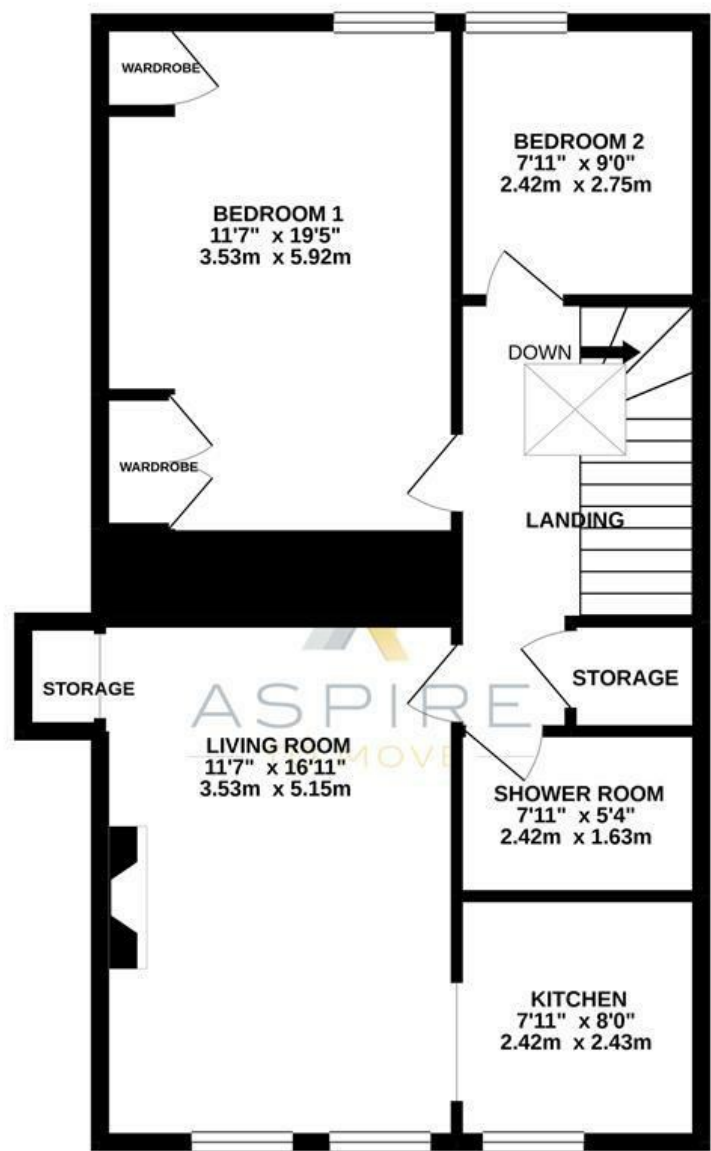 WARDROBE
BEDROOM 1
11'7" x 19'5"
3.53m x 5.92m
BEDROOM 2
7'11" x 9'0"
2.42m x 2.75m
DOWN
WARDROBE
LANDING
STORAGE
STORAGE
ASPIRE
MOVE
LIVING ROOM
11'7" x 16'11"
3.53m x 5.15m
SHOWER ROOM
7'11" x 5'4"
2.42m x 1.63m
KITCHEN
7'11" x 8'0"
2.42m x 2.43m